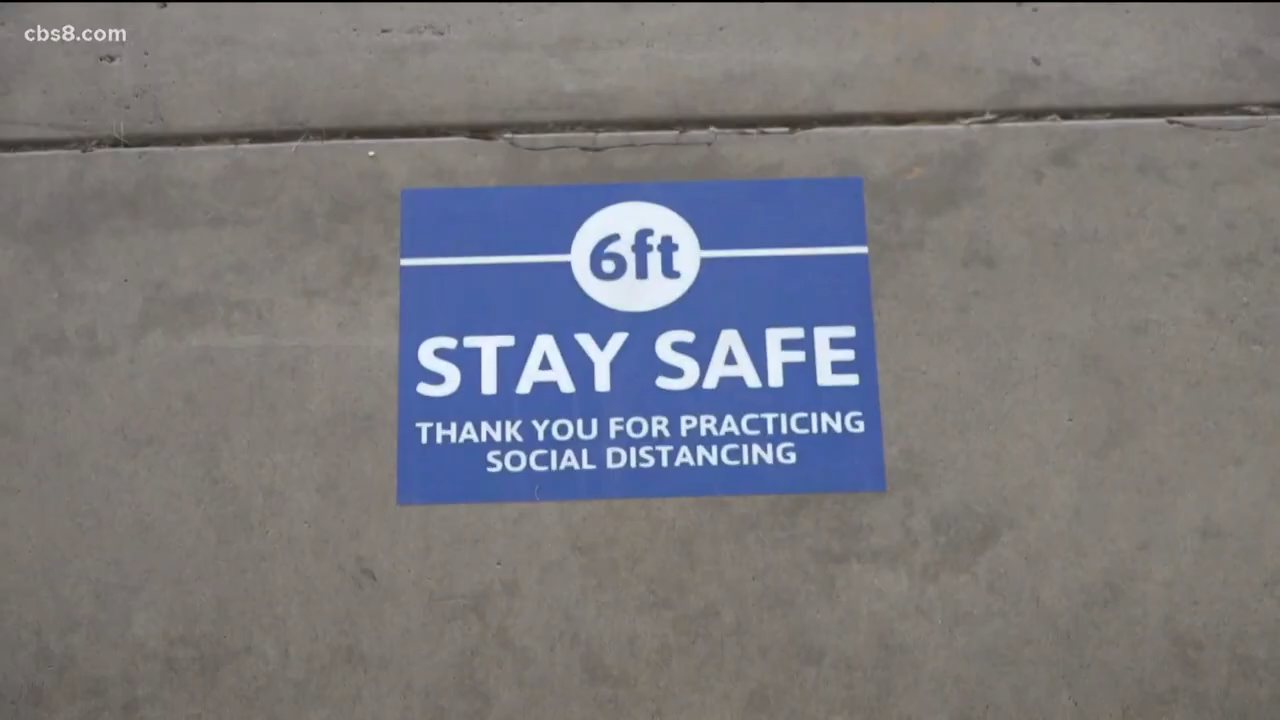 cbs8.com
6ft
STAY SAFE
THANK YOU FOR PRACTICING
SOCIAL DISTANCING